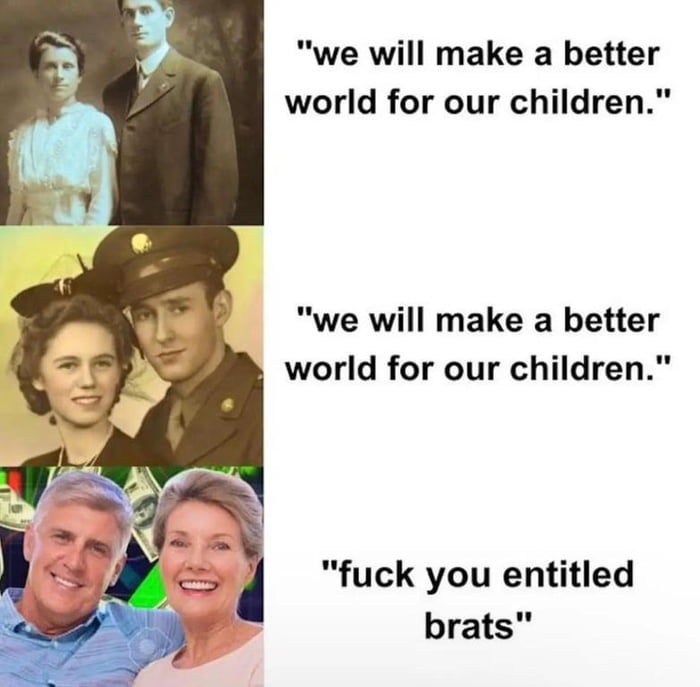 "we will make a better
world for our children."
"we will make a better
world for our children."
"fuck you entitled
brats"